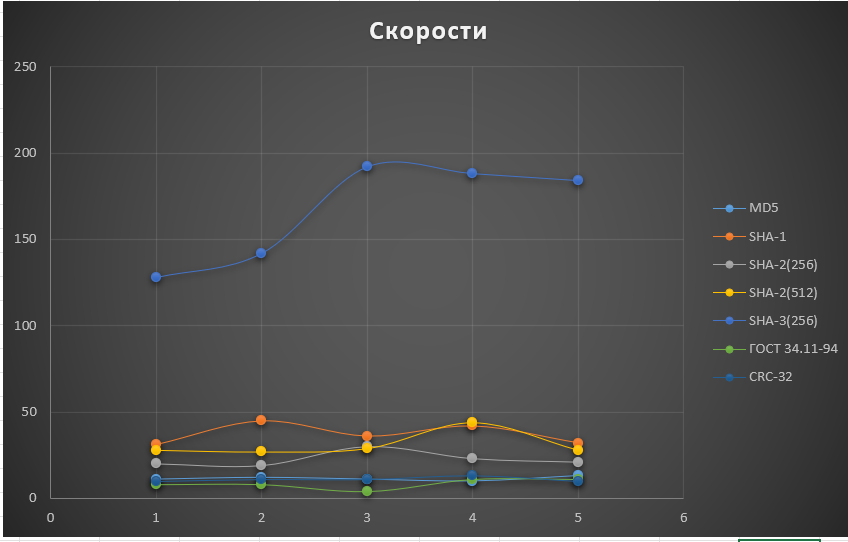 Скорости
250
200
150
100
50
0
0 1 2 3 4 5 6
MD5
SHA-1
SHA-2(256)
SHA-2(512)
SHA-3(256)
ГОСТ 34.11-94
CRC-32